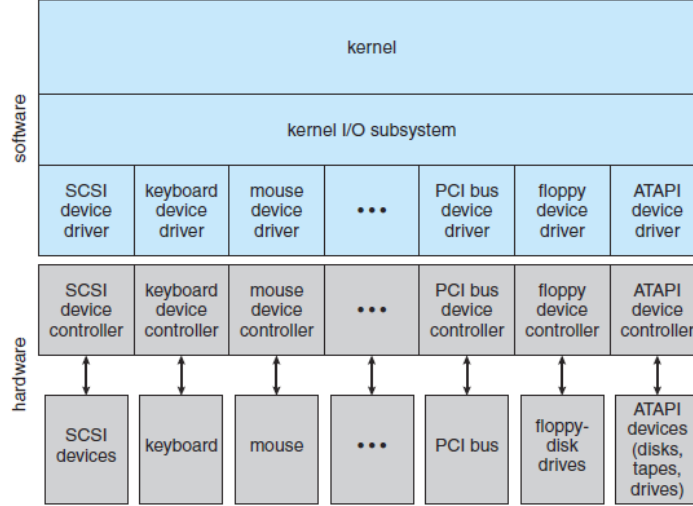 software
kernel
kernel I/O subsystem
SCSI
device
driver
keyboard
device
driver
mouse
device
driver
•••
PCI bus
device
driver
floppy
device
driver
ATAPI
device
driver
hardware
SCSI
device
controller
keyboard
device
controller
mouse
device
controller
•••
PCI bus
device
controller
floppy
device
controller
ATAPI
device
controller
SCSI
devices
keyboard
mouse
•••
PCI bus
floppy-
disk
drives
ATAPI
devices
(disks,
tapes,
drives)